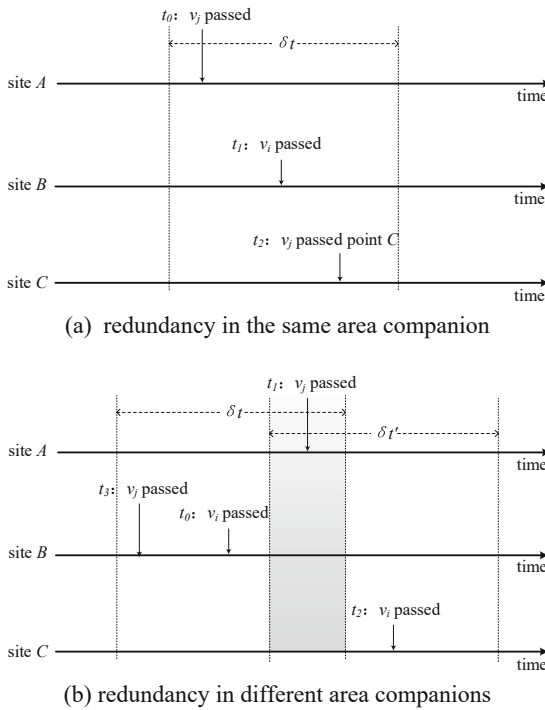 t0: vj passed
δt
site A
time
t1: vi passed
site B
time
t2: vj passed point C
site C
time
(a) redundancy in the same area companion
t1: vj passed
δt
δt'
site A
time
t3: vj passed
t0: vi passed
site B
time
t2: vi passed
site C
time
(b) redundancy in different area companions